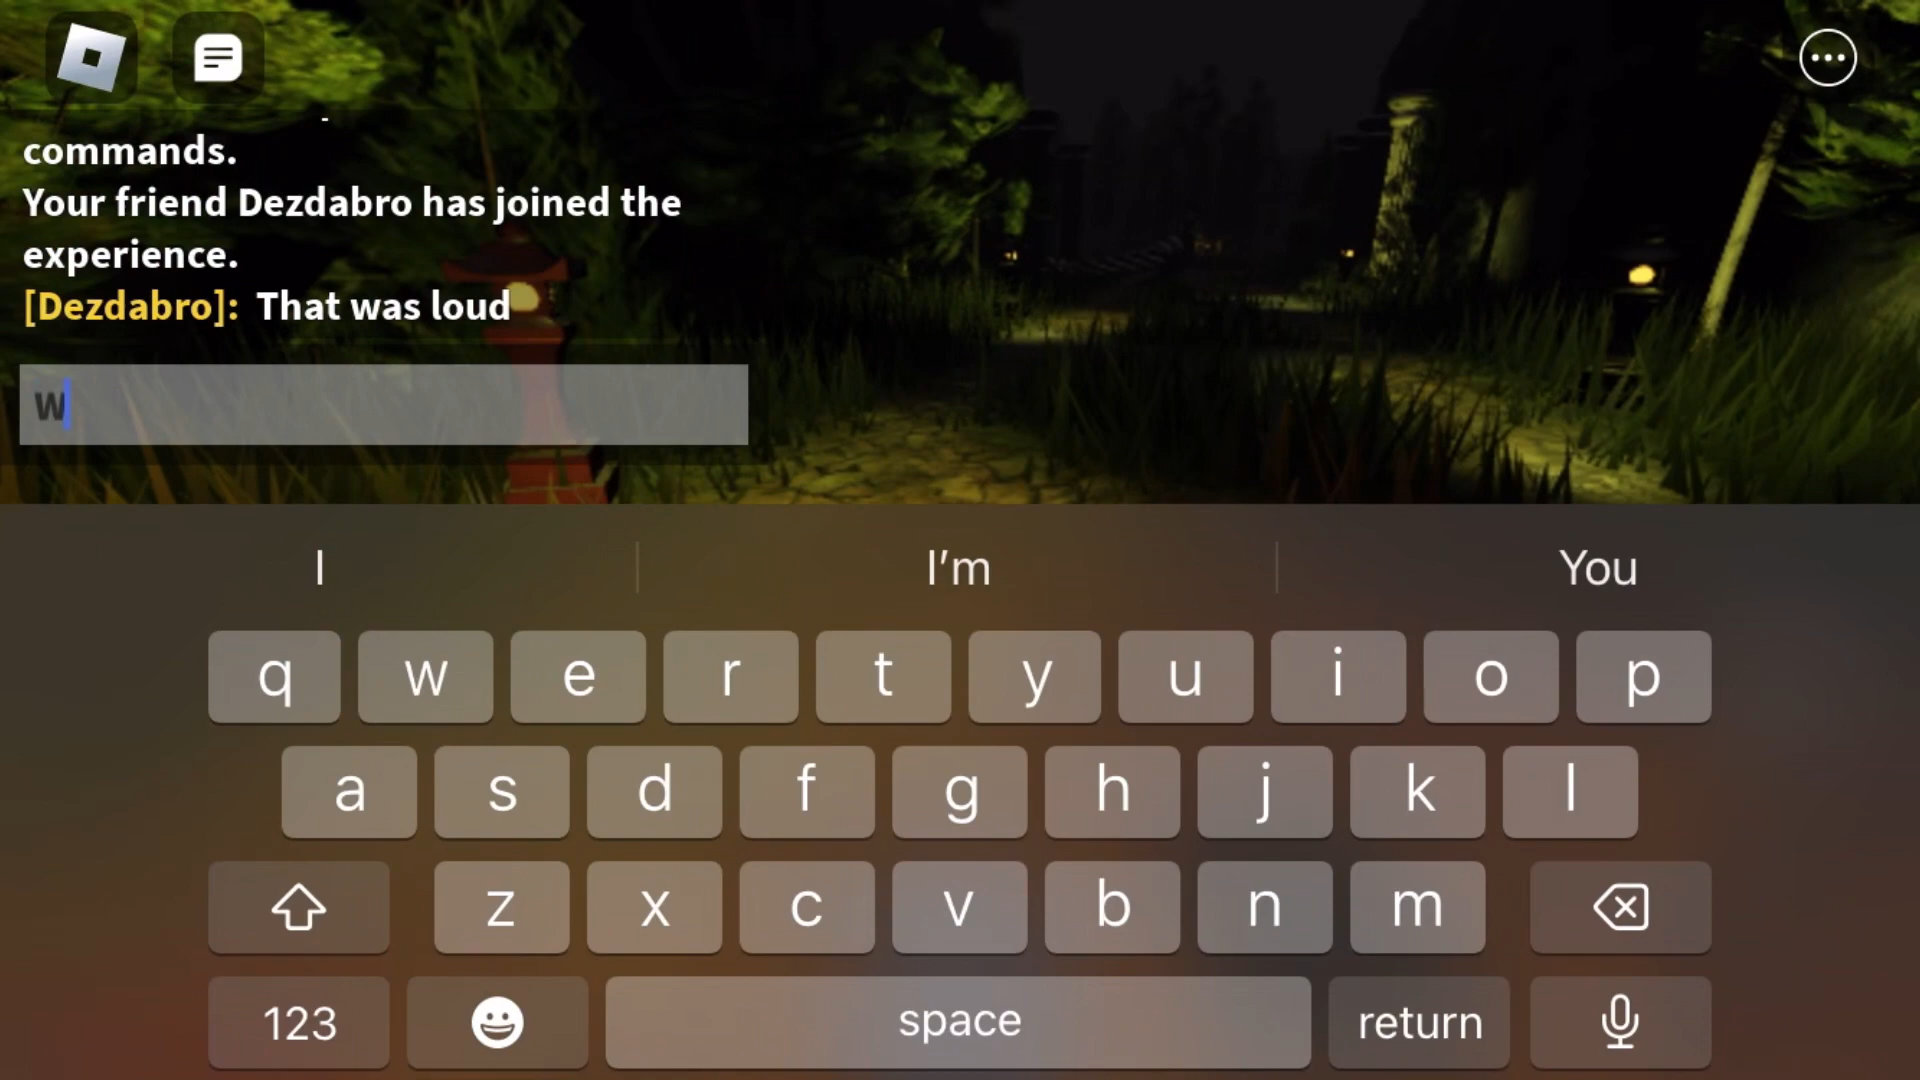 commands.
Your friend Dezdabro has joined the
experience.
[Dezdabro]: That was loud
w
I I'm You
q w e r t y u i o p
a s d f g h j k l
z x c v b n m
123 space return